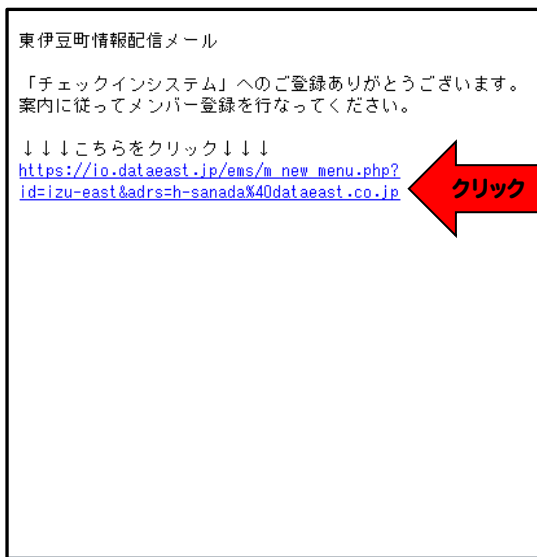 東伊豆町情報配信メール
「チェックインシステム」へのご登録ありがとうございます。
案内に従ってメンバー登録を行なってください。
↓↓↓こちらをクリック↓↓↓
https://io.dataeast.jp/ems/m_new_menu.php?
id=izu-east&adrs=h-sanada%40dataeast.co.jp
クリック